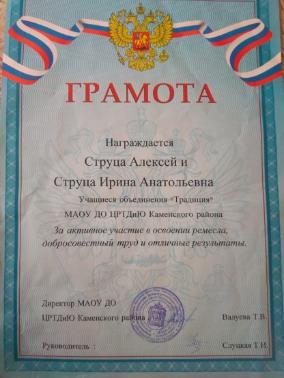 ГРАМОТА
Награждается
Струца Алексей и
Струца Ирина Анатольевна
Учащиеся объединения «Традиция»
МАОУ ДО ЦРТДиЮ Каменского района
За активное участие в освоении ремесла,
добросовестный труд и отличные результаты.
Директор МАОУ ДО
ЦРТДиЮ Каменского района Валуева Т.В.
Руководитель : Слуцкая Т.И.